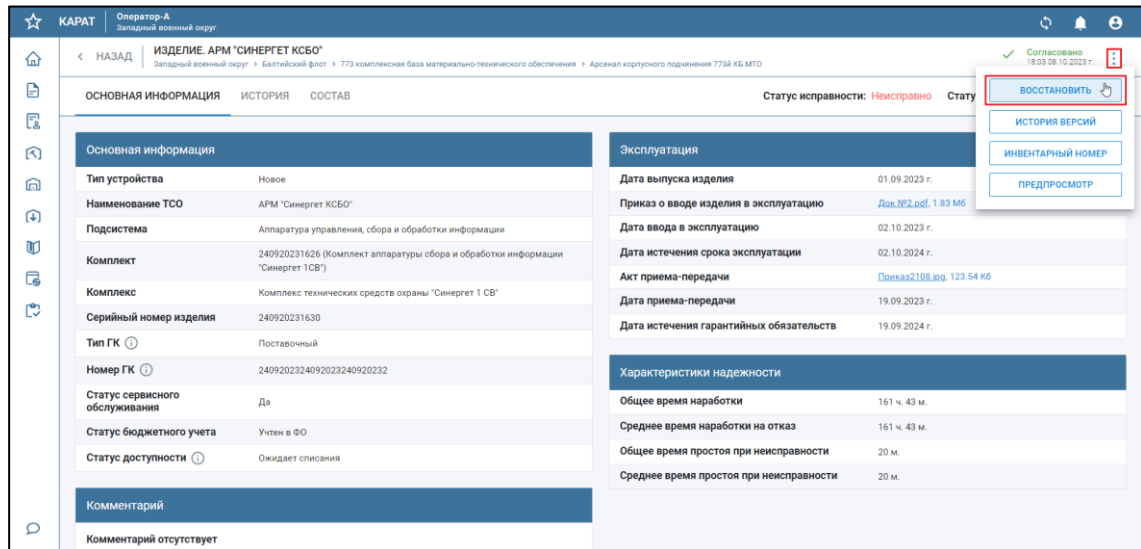 КАРАТ
Оператор-А
Западный военный округ
НАЗАД
ИЗДЕЛИЕ. АРМ "СИНЕРГЕТ КСБО"
Западный военный округ > Балтийский флот > 773 комплексная база материально-технического обеспечения > Арсенал корпусного подчинения 773й КБ МТО
Согласовано
18:03 08.10.2023 г.
ОСНОВНАЯ ИНФОРМАЦИЯ ИСТОРИЯ СОСТАВ
Статус исправности: Неисправно Стату
ВОССТАНОВИТЬ
ИСТОРИЯ ВЕРСИЙ
ИНВЕНТАРНЫЙ НОМЕР
ПРЕДПРОСМОТР
Основная информация
Тип устройства Новое
Наименование ТСО АРМ "Синергет КСБО"
Подсистема Аппаратура управления, сбора и обработки информации
Комплект 240920231626 (Комплект аппаратуры сбора и обработки информации
"Синергет 1СВ")
Комплекс Комплекс технических средств охраны "Синергет 1 СВ"
Серийный номер изделия 240920231630
Тип ГК Поставочный
Номер ГК 2409202324092023240920232
Статус сервисного
обслуживания Да
Статус бюджетного учета Учтен в ФО
Статус доступности Ожидает списания
Комментарий
Комментарий отсутствует
Эксплуатация
Дата выпуска изделия 01.09.2023 г.
Приказ о вводе изделия в эксплуатацию Док №2.pdf, 1.83 Мб
Дата ввода в эксплуатацию 02.10.2023 г.
Дата истечения срока эксплуатации 02.10.2024 г.
Акт приема-передачи Приказ2108.jpg, 123.54 Кб
Дата приема-передачи 19.09.2023 г.
Дата истечения гарантийных обязательств 19.09.2024 г.
Характеристики надежности
Общее время наработки 161 ч. 43 м.
Среднее время наработки на отказ 161 ч. 43 м.
Общее время простоя при неисправности 20 м.
Среднее время простоя при неисправности 20 м.